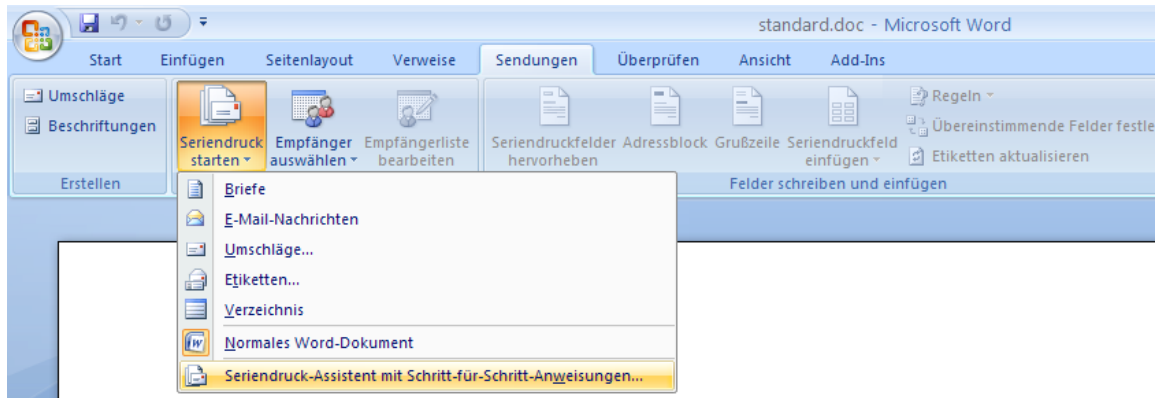 standard.doc - Microsoft Word
Start Einfügen Seitenlayout Verweise Sendungen Überprüfen Ansicht Add-Ins
Umschläge
Beschriftungen
Erstellen
Seriendruck
starten
Empfänger
auswählen
Empfängerliste
bearbeiten
Seriendruckfelder
hervorheben
Adressblock
Grußzeile
Seriendruckfeld
einfügen
Regeln
Übereinstimmende Felder festle
Etiketten aktualisieren
Felder schreiben und einfügen
Briefe
E-Mail-Nachrichten
Umschläge...
Etiketten...
Verzeichnis
Normales Word-Dokument
Seriendruck-Assistent mit Schritt-für-Schritt-Anweisungen...